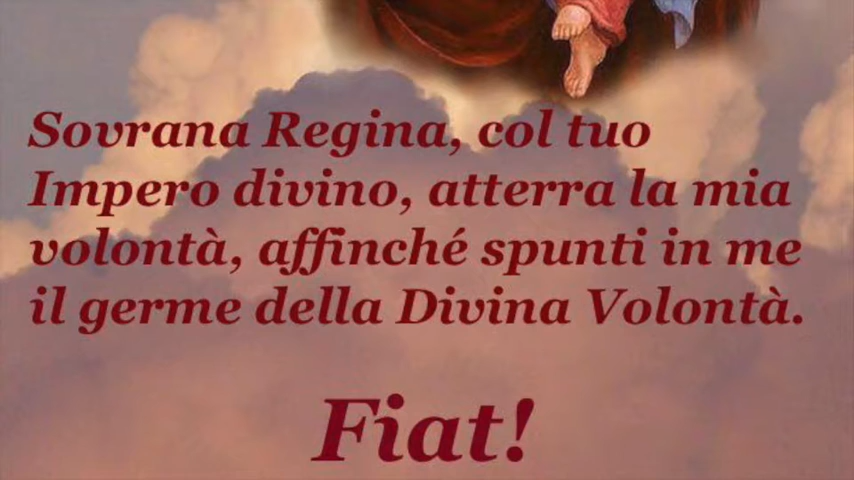 Sovrana Regina, col tuo
Impero divino, atterra la mia
volontà, affinché spunti in me
il germe della Divina Volontà.
Fiat!